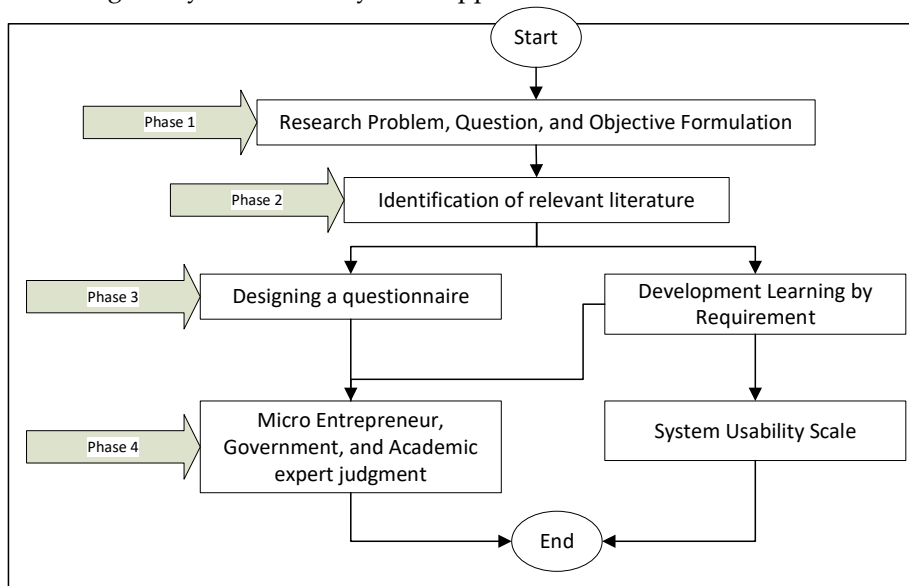 Start
Phase 1
Research Problem, Question, and Objective Formulation
Phase 2
Identification of relevant literature
Phase 3
Designing a questionnaire
Development Learning by
Requirement
Phase 4
Micro Entrepreneur,
Government, and Academic
expert judgment
System Usability Scale
End